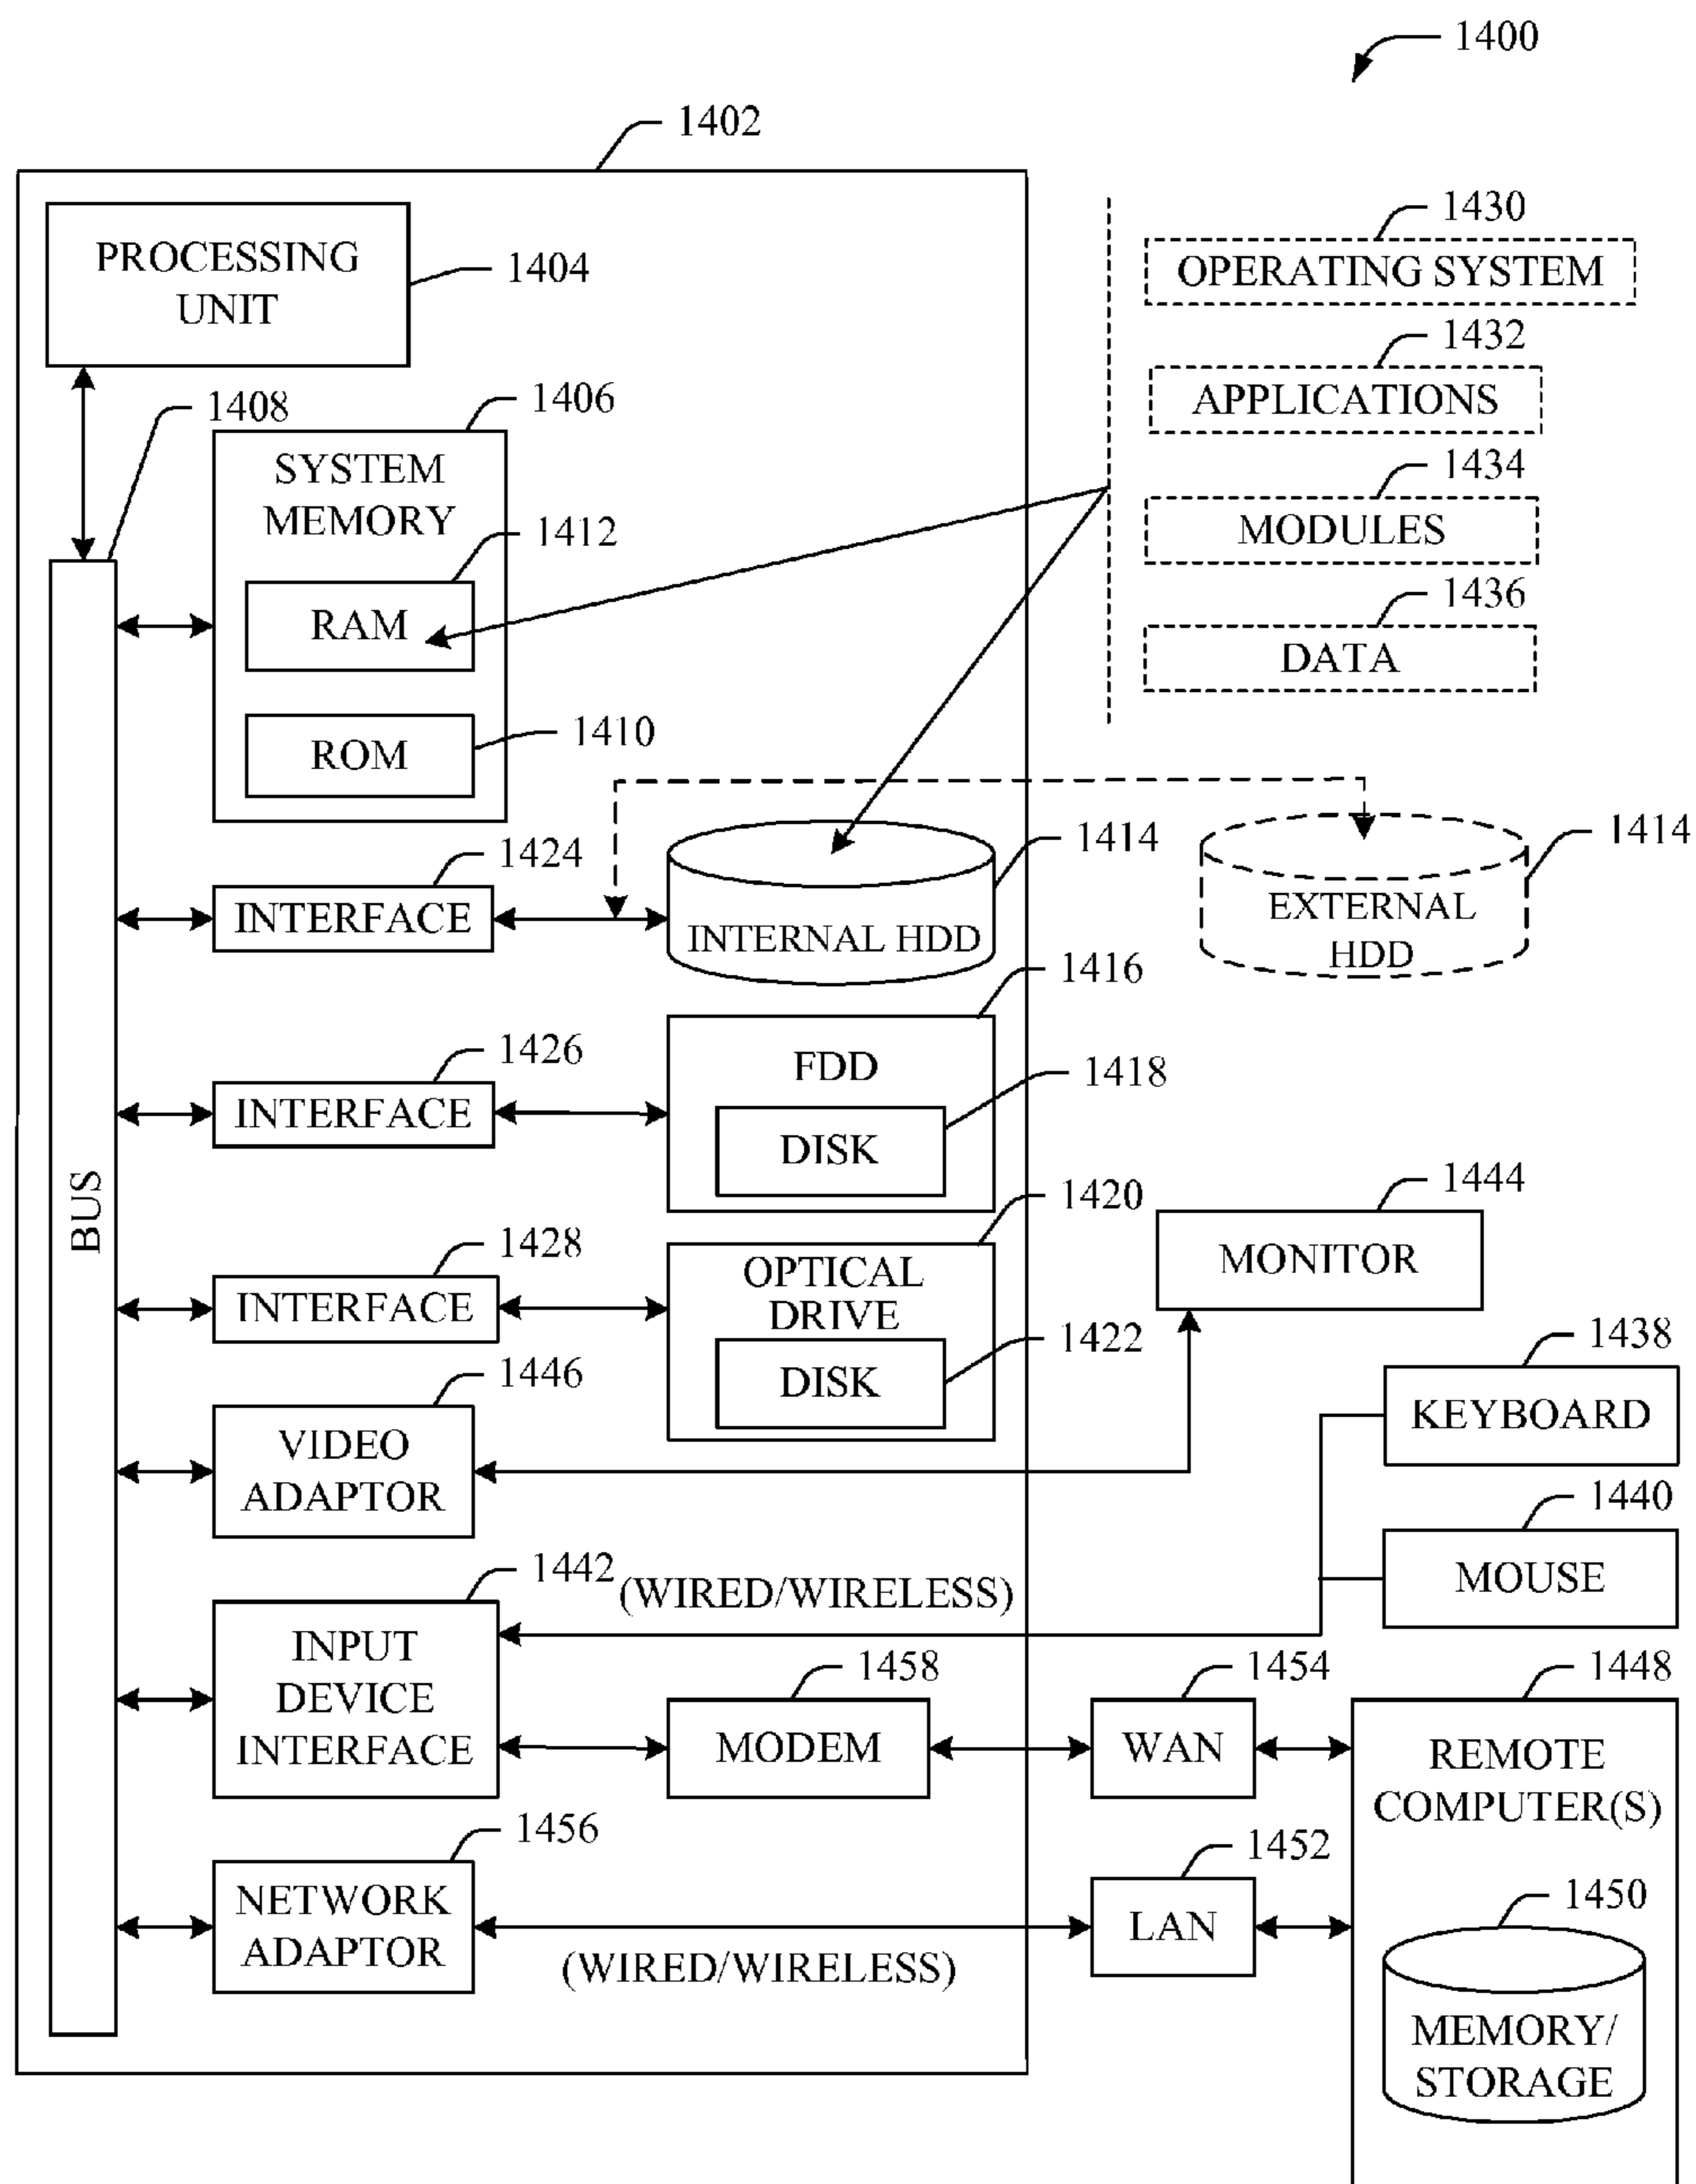 1400
1402
PROCESSING
UNIT
1404
1430
OPERATING SYSTEM
1432
APPLICATIONS
1434
MODULES
1436
DATA
1408
1406
SYSTEM
MEMORY
1412
RAM
1410
ROM
BUS
1424
INTERFACE
1414
INTERNAL HDD
1414
EXTERNAL
HDD
1426
INTERFACE
1416
FDD
1418
DISK
1428
INTERFACE
1420
OPTICAL
DRIVE
1422
DISK
1444
MONITOR
1446
VIDEO
ADAPTOR
1438
KEYBOARD
1440
MOUSE
1442
(WIRED/WIRELESS)
INPUT
DEVICE
INTERFACE
1458
MODEM
1454
WAN
1448
REMOTE
COMPUTER(S)
1456
NETWORK
ADAPTOR
(WIRED/WIRELESS)
1452
LAN
1450
MEMORY/
STORAGE